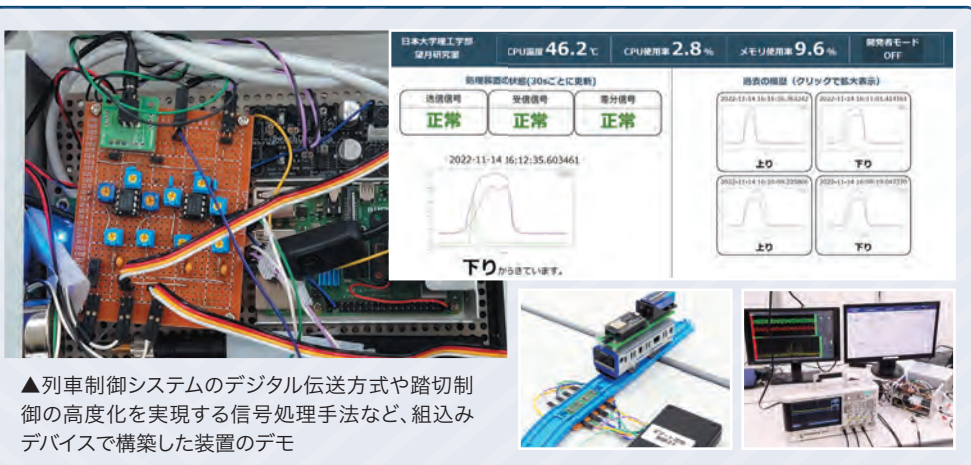 日本大学理工学部
望月研究室
CPU温度 46.2 ℃
CPU使用率 2.8 %
メモリ使用率 9.6 %
開発者モード
OFF
処理装置の状態(30sごとに更新)
送信信号
正常
受信信号
正常
差分信号
正常
2022-11-14 16:12:35.603461
下りからきています。
過去の履歴（クリックで拡大表示）
上り
下り
上り
下り
▲列車制御システムのデジタル伝送方式や踏切制
御の高度化を実現する信号処理手法など、組込み
デバイスで構築した装置のデモ